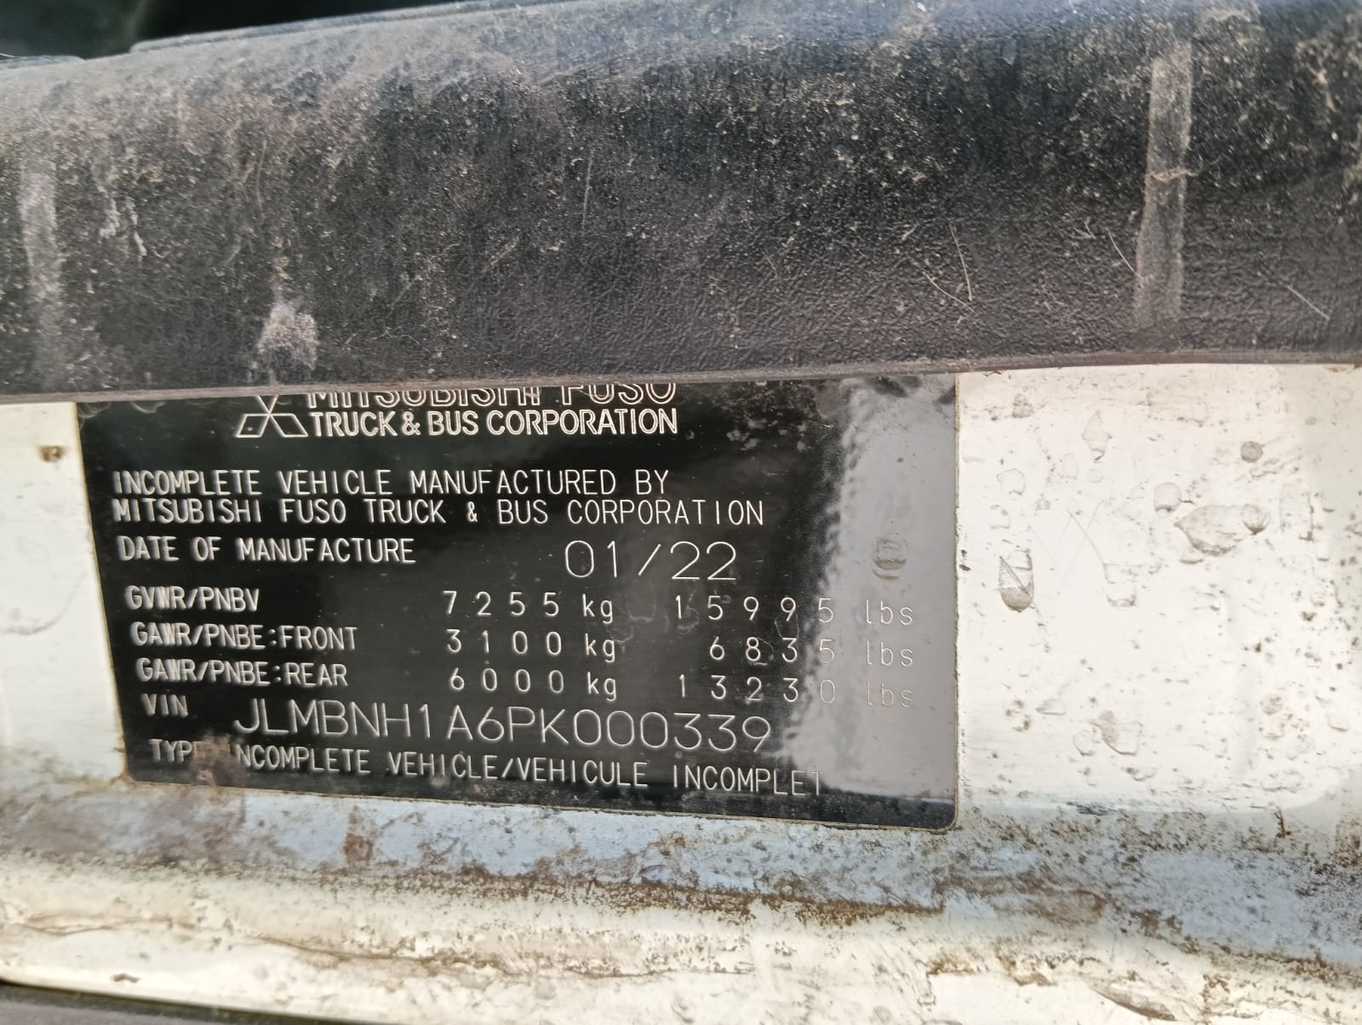 MITSUBISHI FUSO
TRUCK & BUS CORPORATION
INCOMPLETE VEHICLE MANUFACTURED BY
MITSUBISHI FUSO TRUCK & BUS CORPORATION
DATE OF MANUFACTURE 01/22
GVWR/PNBV 7255 kg 15995 lbs
GAWR/PNBE:FRONT 3100 kg 6835 lbs
GAWR/PNBE:REAR 6000 kg 13230 lbs
VIN JLMBNH1A6PK000339
TYPE INCOMPLETE VEHICLE/VEHICULE INCOMPLET